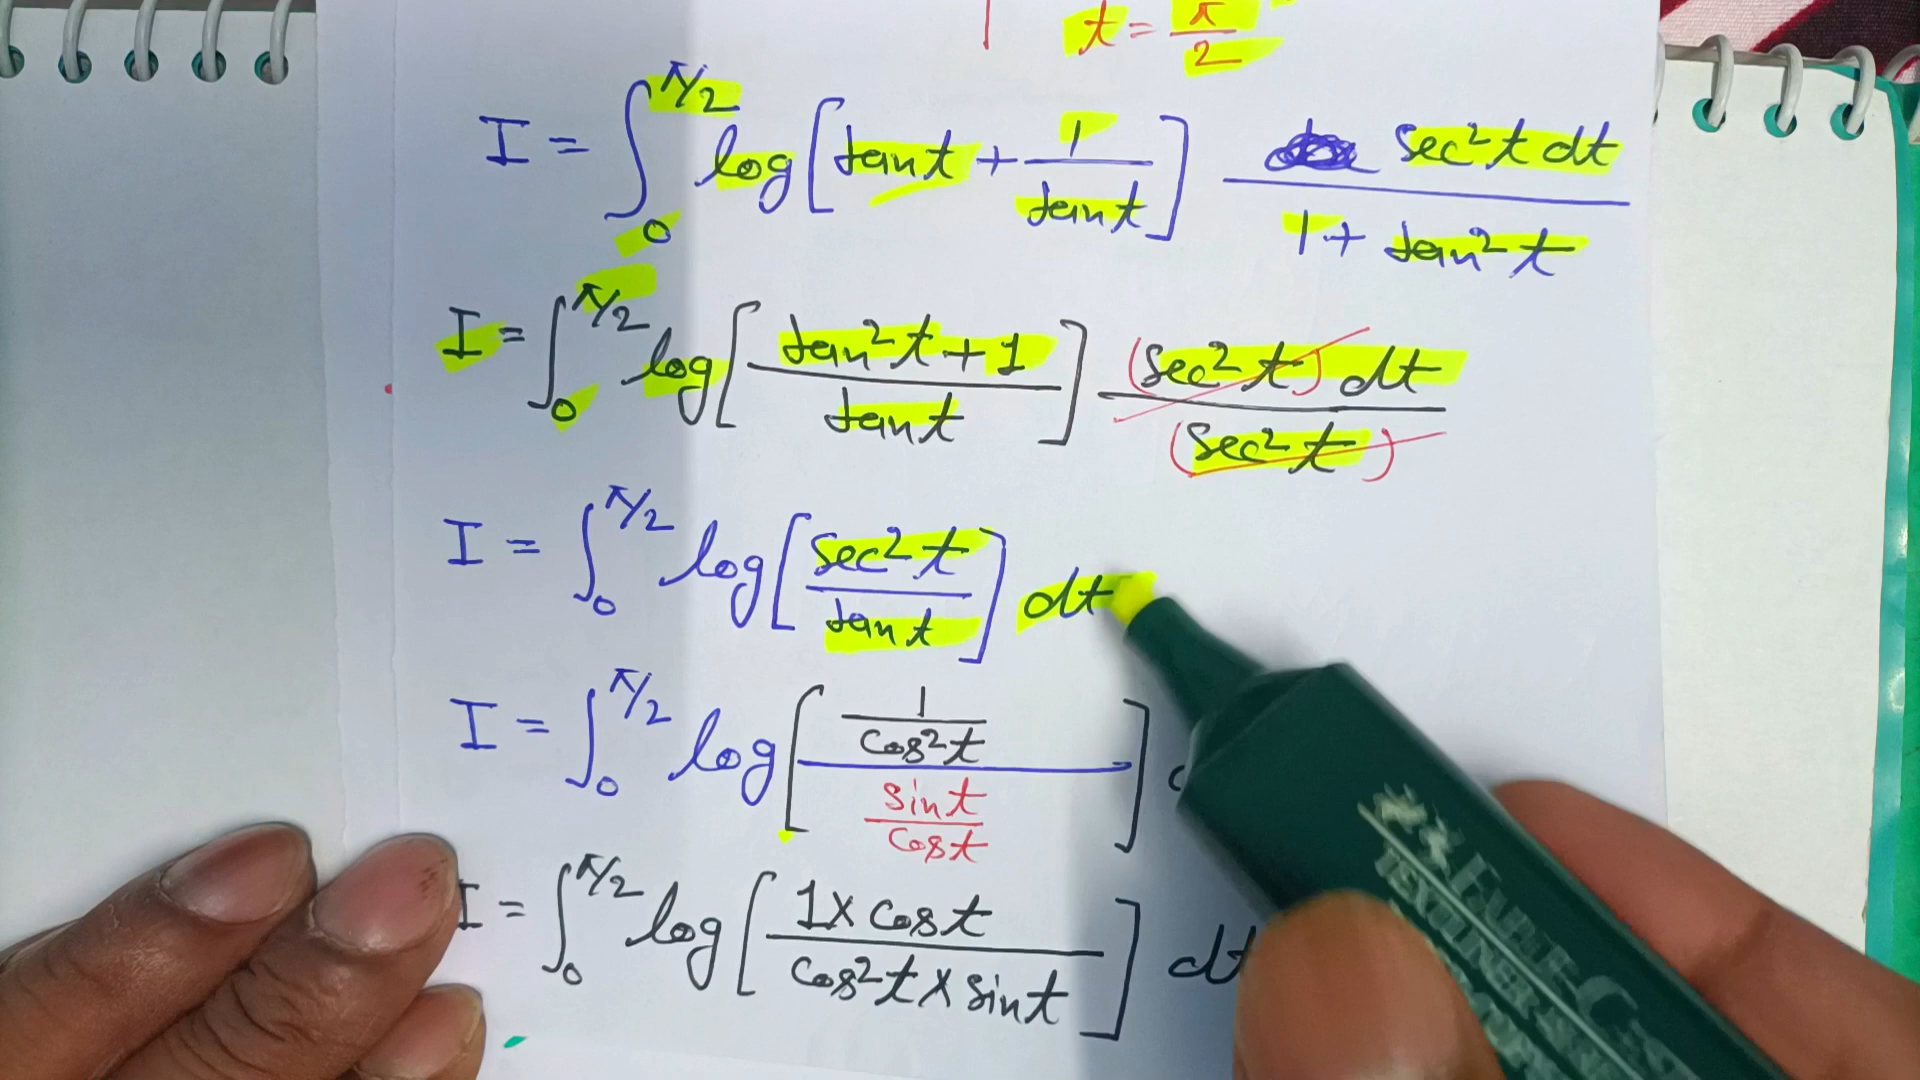 t = π/2
I = ∫₀^π/2 log[tan t + 1/tan t] sec²t dt/1 + tan²t
I = ∫₀^π/2 log[tan²t + 1/tan t] (sec²t) dt/(sec²t)
I = ∫₀^π/2 log[sec²t/tan t] dt
I = ∫₀^π/2 log[1/cos²t/sin t/cos t]
I = ∫₀^π/2 log[1 × cos t/cos²t × sin t] dt